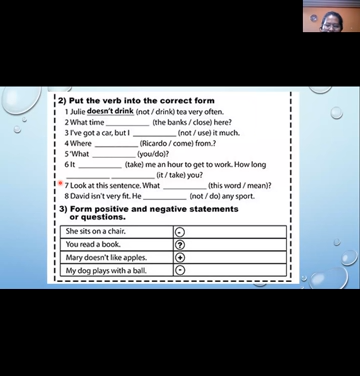 2) Put the verb into the correct form
1 Julie doesn't drink (not / drink) tea very often.
2 What time __________ (the banks / close) here?
3 I've got a car, but I __________ (not / use) it much.
4 Where __________ (Ricardo / come) from.?
5 'What __________ (you/do)?
6 It __________ (take) me an hour to get to work. How long
__________ __________ (it / take) you?
7 Look at this sentence. What __________ (this word / mean)?
8 David isn't very fit. He __________ (not / do) any sport.
3) Form positive and negative statements
or questions.
She sits on a chair. -
You read a book. ?
Mary doesn't like apples. +
My dog plays with a ball. -